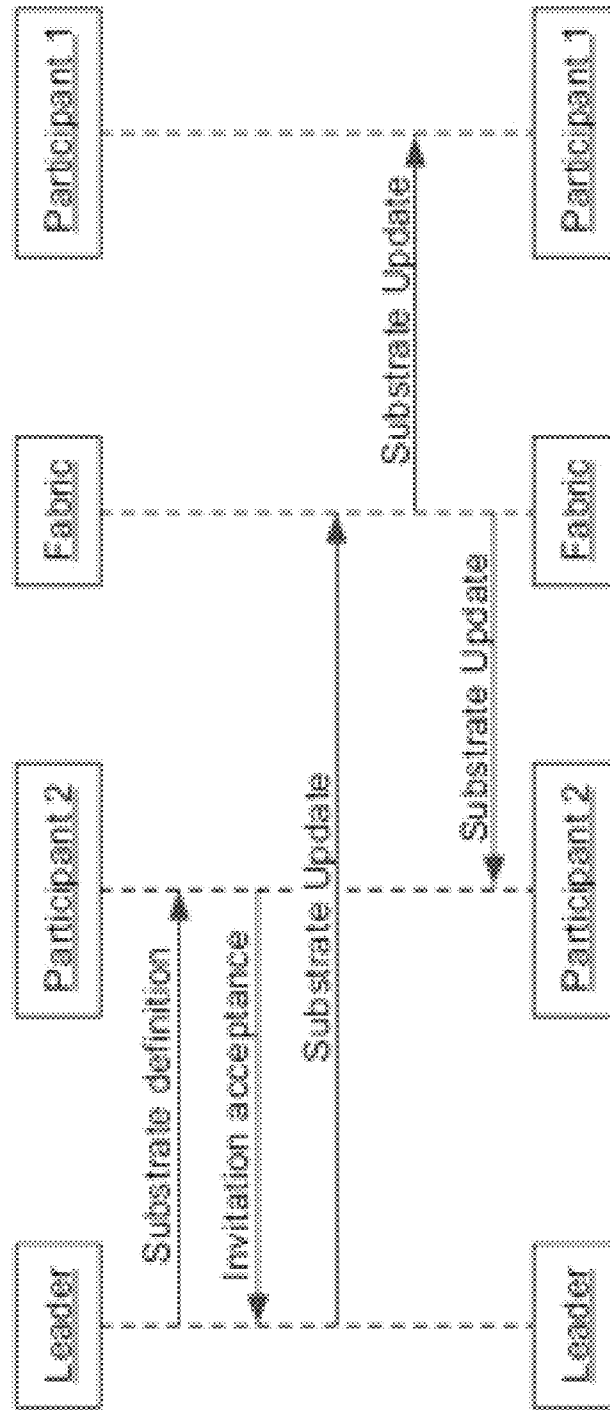 Leader
Participant 2
Fabric
Participant 1
Substrate definition
Invitation acceptance
Substrate Update
Substrate Update
Substrate Update
Leader
Participant 2
Fabric
Participant 1